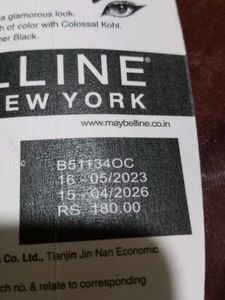 a glamorous look.
h of color with Colossal Kohl.
per Black.
LLINE®
EW YORK
www.maybelline.co.in
B51134OC
16 - 05/2023
15 - 04/2026
RS. 180.00
s Co. Ltd., Tianjin Jin Nan Economic
ch no. & relate to corresponding